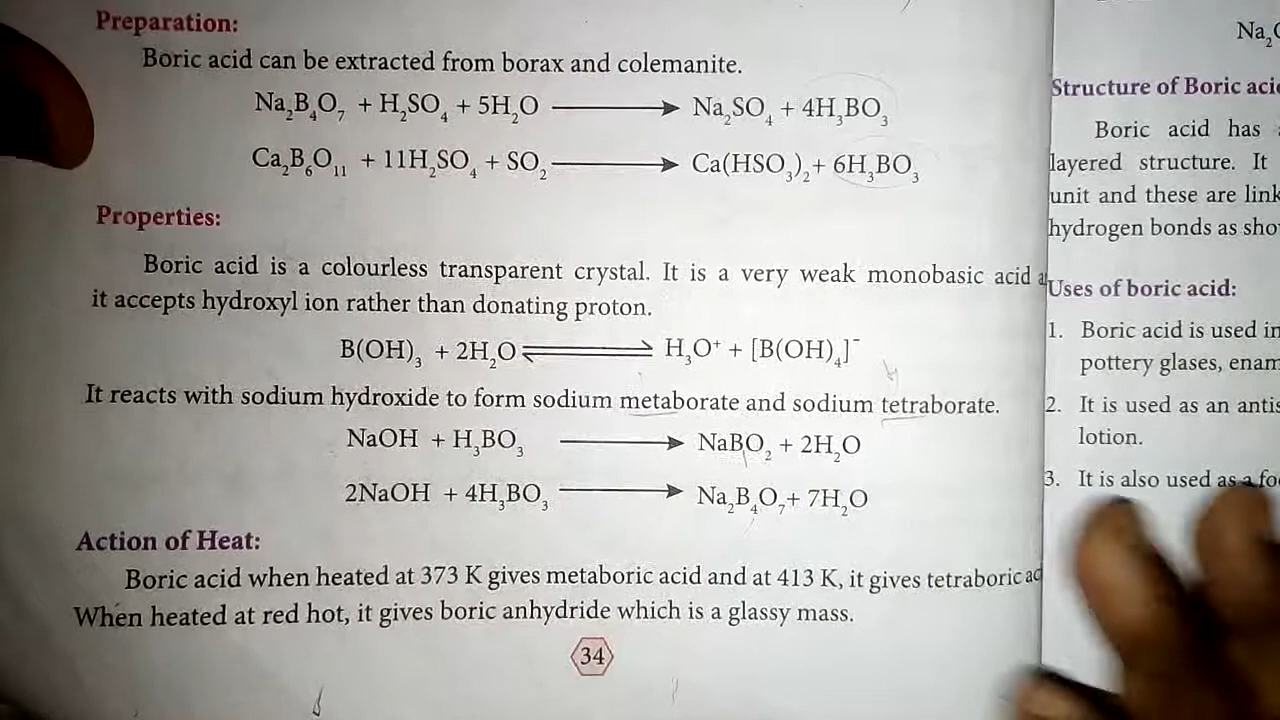 Preparation:
Boric acid can be extracted from borax and colemanite.
Na₂B₄O₇ + H₂SO₄ + 5H₂O ⟶ Na₂SO₄ + 4H₃BO₃
Ca₂B₆O₁₁ + 11H₂SO₄ + SO₂ ⟶ Ca(HSO₃)₂ + 6H₃BO₃
Properties:
Boric acid is a colourless transparent crystal. It is a very weak monobasic acid
it accepts hydroxyl ion rather than donating proton.
B(OH)₃ + 2H₂O ⇌ H₃O⁺ + [B(OH)₄]⁻
It reacts with sodium hydroxide to form sodium metaborate and sodium tetraborate.
NaOH + H₃BO₃ ⟶ NaBO₂ + 2H₂O
2NaOH + 4H₃BO₃ ⟶ Na₂B₄O₇ + 7H₂O
Action of Heat:
Boric acid when heated at 373 K gives metaboric acid and at 413 K, it gives tetraboric
When heated at red hot, it gives boric anhydride which is a glassy mass.
34
Structure of Boric
Boric acid has
layered structure. It
unit and these are
hydrogen bonds as
Uses of boric acid:
1. Boric acid is used
pottery glases,
2. It is used as an
lotion.
3. It is also used as a